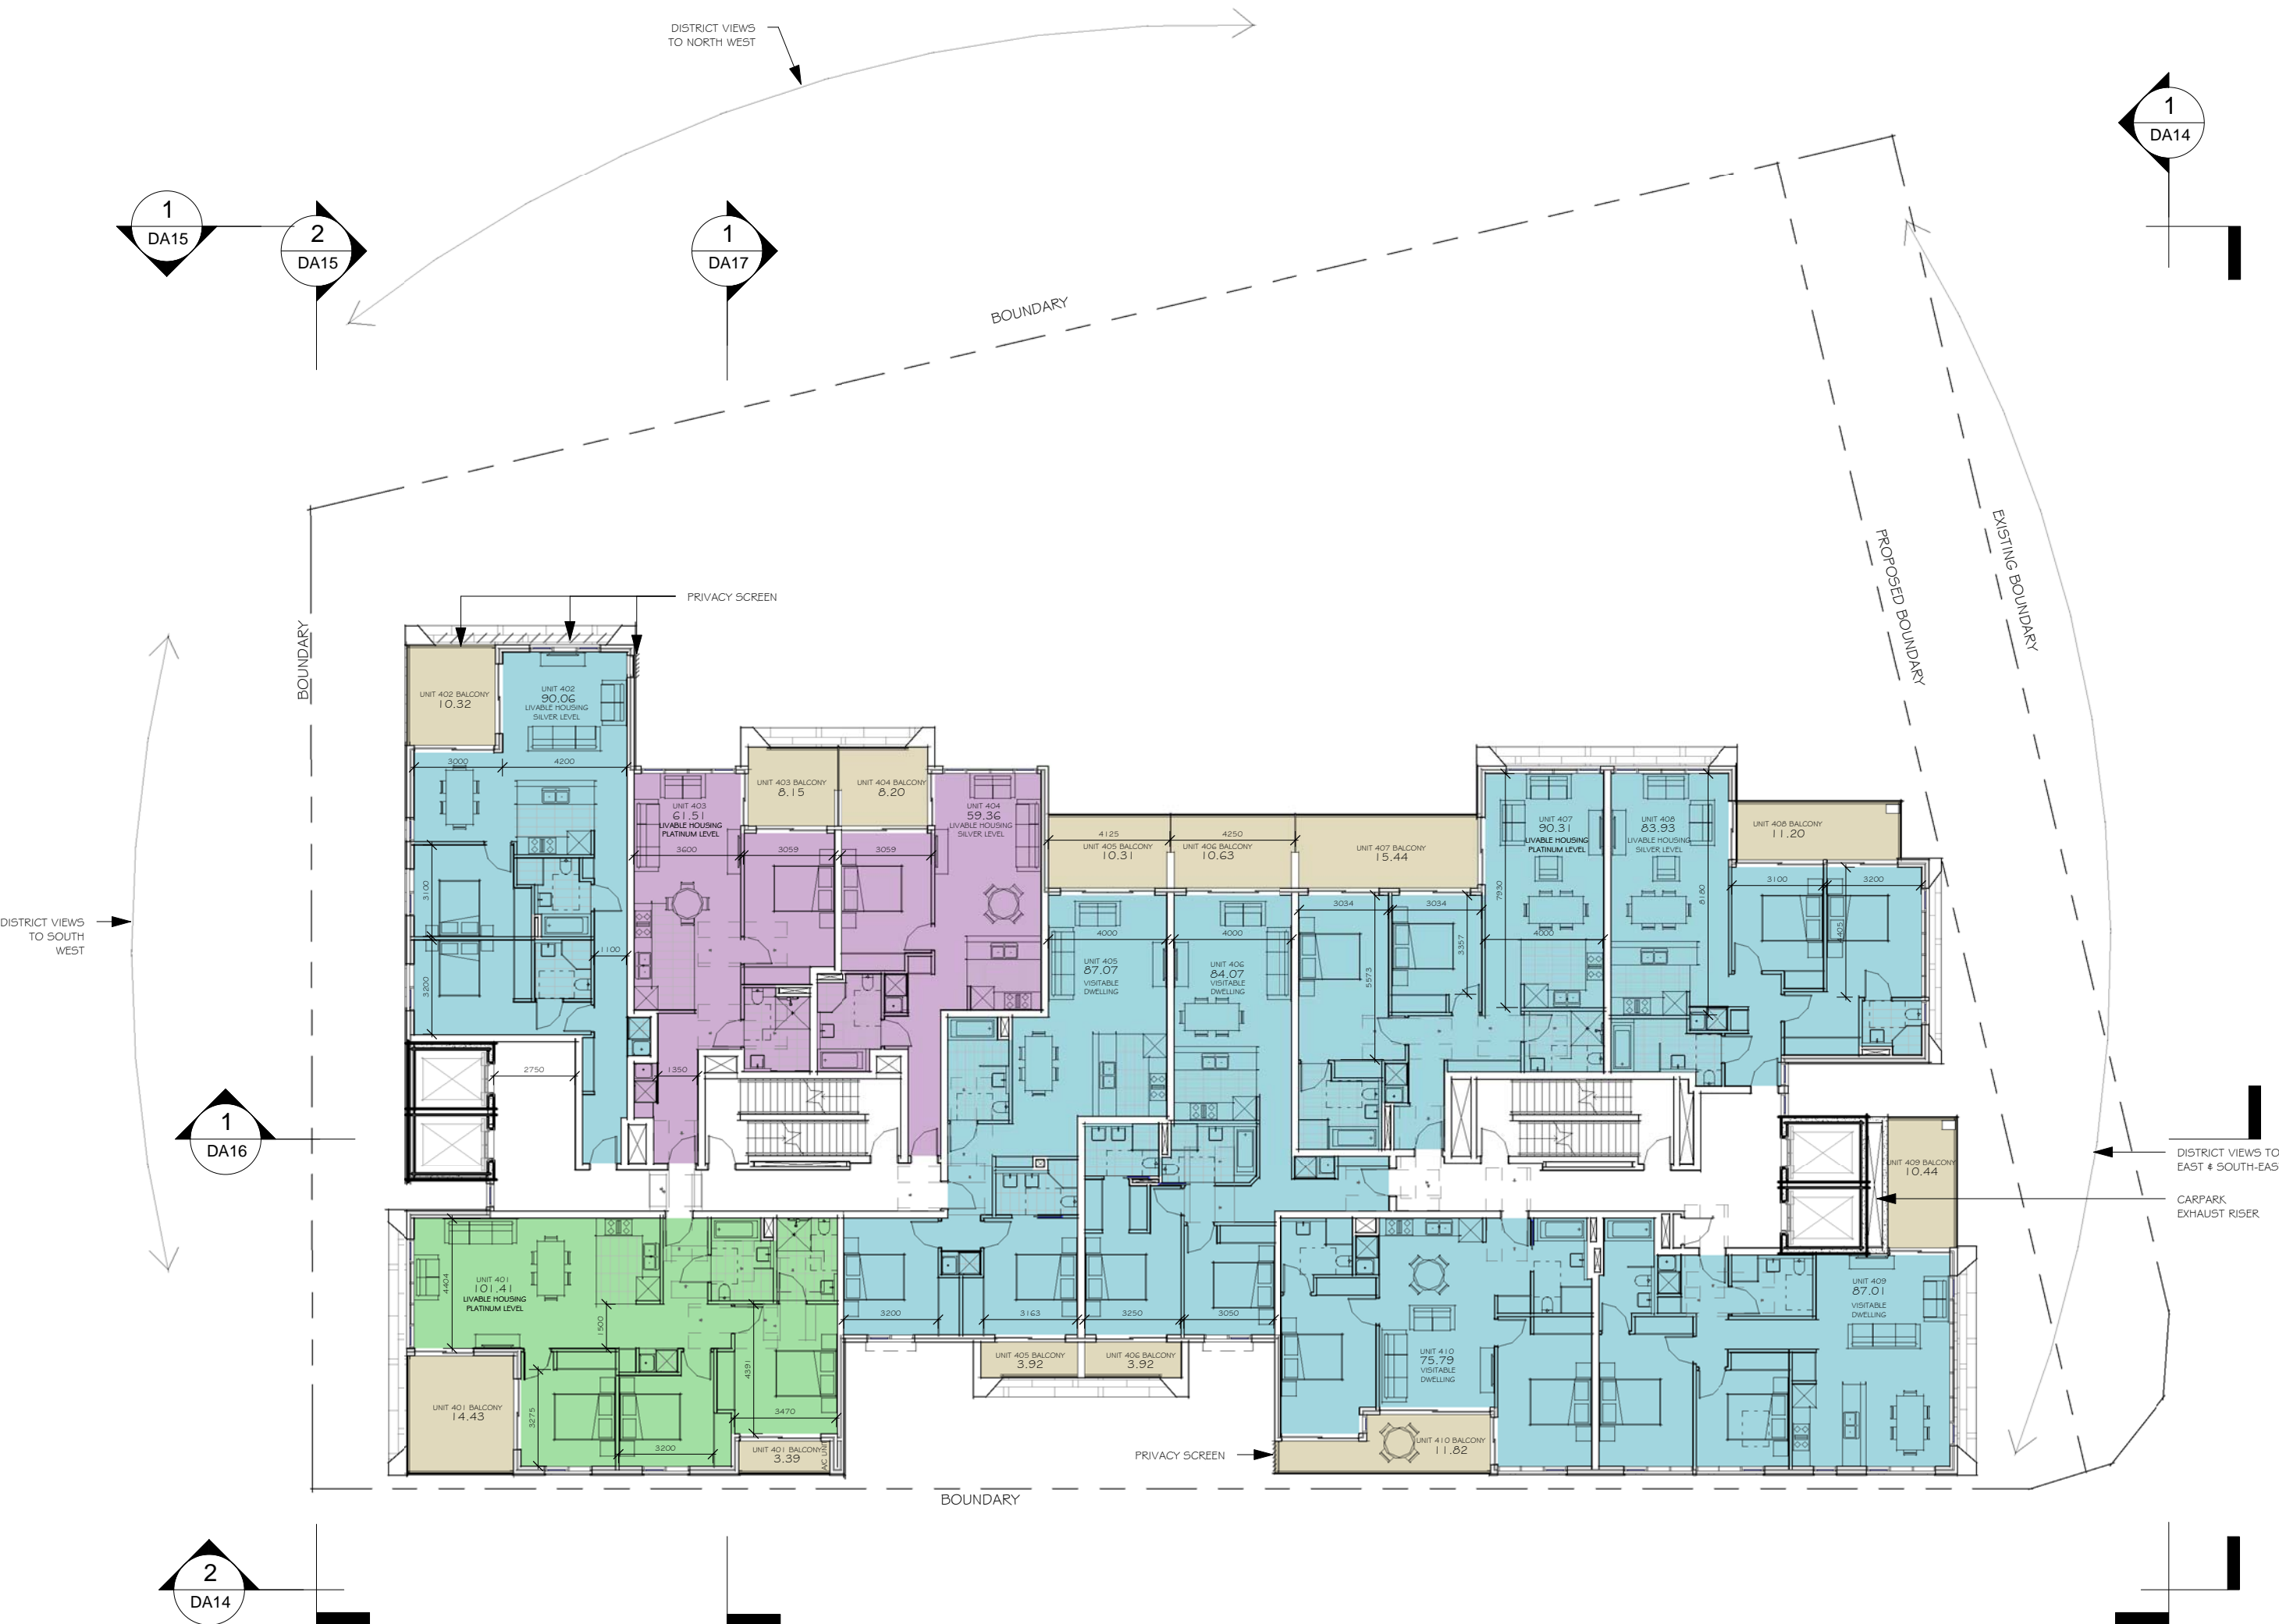 DISTRICT VIEWS
TO NORTH WEST
1
DA14
1
DA15
2
DA15
1
DA17
BOUNDARY
BOUNDARY
PROPOSED BOUNDARY
EXISTING BOUNDARY
PRIVACY SCREEN
UNIT 402 BALCONY
10.32
UNIT 402
90.06
LIVABLE HOUSING
SILVER LEVEL
3000
4200
UNIT 403 BALCONY
8.15
UNIT 404 BALCONY
8.20
UNIT 403
61.51
LIVABLE HOUSING
PLATINUM LEVEL
UNIT 404
59.36
LIVABLE HOUSING
SILVER LEVEL
3600
3059
3059
4125
4250
UNIT 405 BALCONY
10.31
UNIT 406 BALCONY
10.63
UNIT 407 BALCONY
15.44
UNIT 407
90.31
LIVABLE HOUSING
PLATINUM LEVEL
UNIT 408
83.93
LIVABLE HOUSING
SILVER LEVEL
UNIT 408 BALCONY
11.20
3100
3200
7930
8180
4405
3034
3034
3357
5573
4000
4000
4000
UNIT 405
87.07
VISITABLE
DWELLING
UNIT 406
84.07
VISITABLE
DWELLING
3100
3200
1100
DISTRICT VIEWS
TO SOUTH
WEST
2750
1350
1
DA16
UNIT 409 BALCONY
10.44
DISTRICT VIEWS TO
EAST & SOUTH-EAS
CARPARK
EXHAUST RISER
4404
UNIT 401
101.41
LIVABLE HOUSING
PLATINUM LEVEL
1500
4391
3275
3200
3470
UNIT 401 BALCONY
14.43
UNIT 401 BALCONY
3.39
A/C UNIT
3200
3163
3250
3050
UNIT 405 BALCONY
3.92
UNIT 406 BALCONY
3.92
UNIT 410
75.79
VISITABLE
DWELLING
UNIT 410 BALCONY
11.82
UNIT 409
87.01
VISITABLE
DWELLING
PRIVACY SCREEN
BOUNDARY
2
DA14